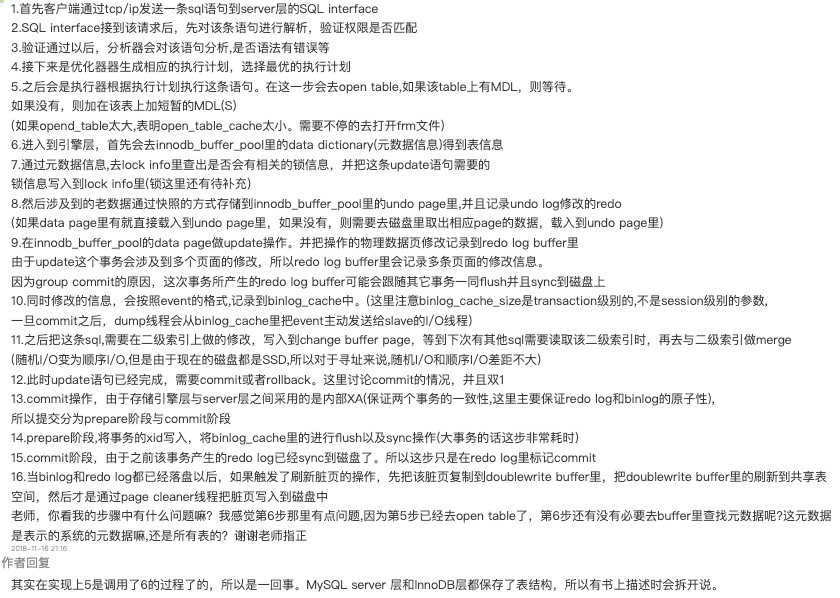 1.首先客户端通过tcp/ip发送一条sql语句到server层的SQL interface
2.SQL interface接到该请求后，先对该条语句进行解析，验证权限是否匹配
3.验证通过以后，分析器会对该语句分析,是否语法有错误等
4.接下来是优化器器生成相应的执行计划，选择最优的执行计划
5.之后会是执行器根据执行计划执行这条语句。在这一步会去open table,如果该table上有MDL，则等待。
如果没有，则加在该表上加短暂的MDL(S)
(如果opend_table太大,表明open_table_cache太小。需要不停的去打开frm文件)
6.进入到引擎层，首先会去innodb_buffer_pool里的data dictionary(元数据信息)得到表信息
7.通过元数据信息,去lock info里查出是否会有相关的锁信息，并把这条update语句需要的
锁信息写入到lock info里(锁这里还有待补充)
8.然后涉及到的老数据通过快照的方式存储到innodb_buffer_pool里的undo page里,并且记录undo log修改的redo
(如果data page里有就直接载入到undo page里，如果没有，则需要去磁盘里取出相应page的数据，载入到undo page里)
9.在innodb_buffer_pool的data page做update操作。并把操作的物理数据页修改记录到redo log buffer里
由于update这个事务会涉及到多个页面的修改，所以redo log buffer里会记录多条页面的修改信息。
因为group commit的原因，这次事务所产生的redo log buffer可能会跟随其它事务一同flush并且sync到磁盘上
10.同时修改的信息，会按照event的格式,记录到binlog_cache中。(这里注意binlog_cache_size是transaction级别的,不是session级别的参数,
一旦commit之后，dump线程会从binlog_cache里把event主动发送给slave的I/O线程)
11.之后把这条sql,需要在二级索引上做的修改，写入到change buffer page，等到下次有其他sql需要读取该二级索引时，再去与二级索引做merge
(随机I/O变为顺序I/O,但是由于现在的磁盘都是SSD,所以对于寻址来说,随机I/O和顺序I/O差距不大)
12.此时update语句已经完成，需要commit或者rollback。这里讨论commit的情况，并且双1
13.commit操作，由于存储引擎层与server层之间采用的是内部XA(保证两个事务的一致性,这里主要保证redo log和binlog的原子性),
所以提交分为prepare阶段与commit阶段
14.prepare阶段,将事务的xid写入，将binlog_cache里的进行flush以及sync操作(大事务的话这步非常耗时)
15.commit阶段，由于之前该事务产生的redo log已经sync到磁盘了。所以这步只是在redo log里标记commit
16.当binlog和redo log都已经落盘以后，如果触发了刷新脏页的操作，先把该脏页复制到doublewrite buffer里，把doublewrite buffer里的刷新到共享表
空间，然后才是通过page cleaner线程把脏页写入到磁盘中
老师，你看我的步骤中有什么问题嘛？我感觉第6步那里有点问题,因为第5步已经去open table了，第6步还有没有必要去buffer里查找元数据呢?这元数据
是表示的系统的元数据嘛,还是所有表的？谢谢老师指正
2018-11-16 21:16
作者回复
其实在实现上5是调用了6的过程了的，所以是一回事。MySQL server 层和InnoDB层都保存了表结构，所以有书上描述时会拆开说。